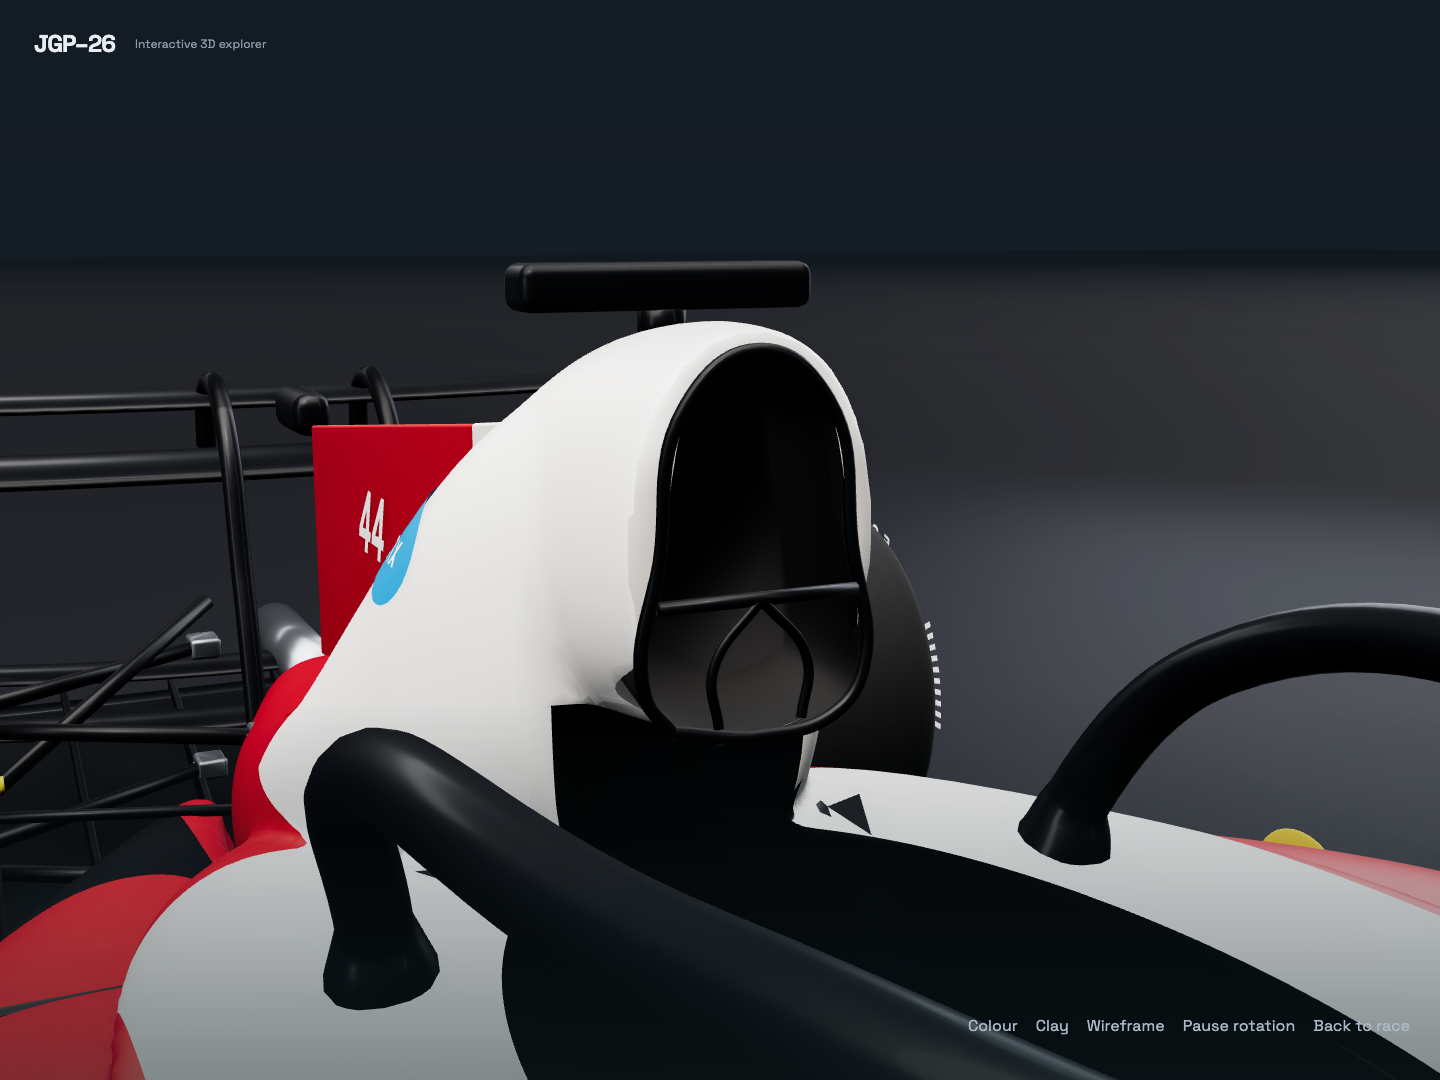 JGP–26 Interactive 3D explorer
44
Colour Clay Wireframe Pause rotation Back to race